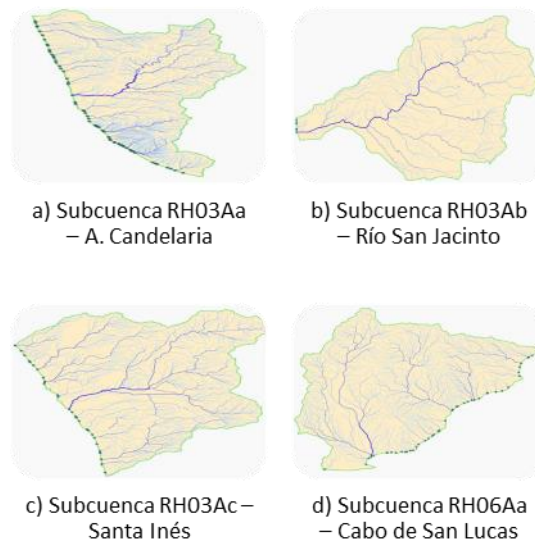 a) Subcuenca RH03Aa
– A. Candelaria
b) Subcuenca RH03Ab
– Río San Jacinto
c) Subcuenca RH03Ac –
Santa Inés
d) Subcuenca RH06Aa
– Cabo de San Lucas